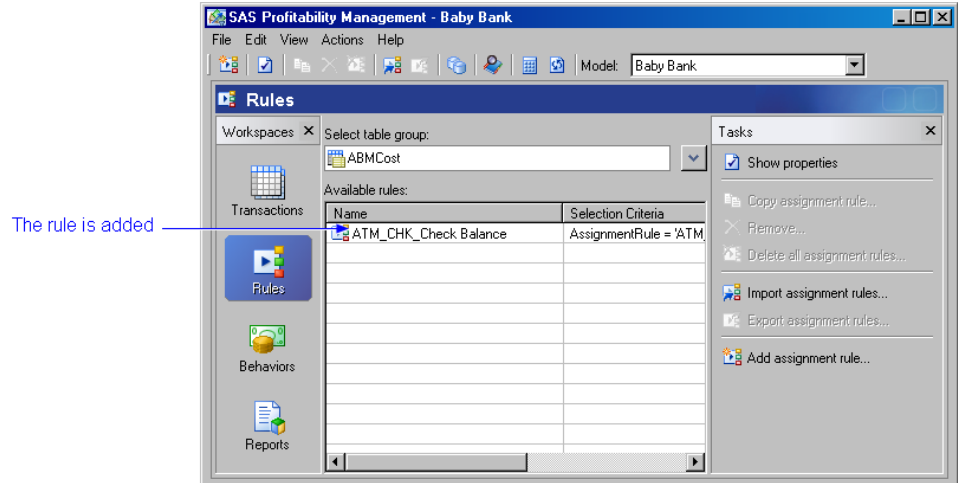 SAS Profitability Management - Baby Bank
File Edit View Actions Help
Model: Baby Bank
Rules
Workspaces
Transactions
Rules
Behaviors
Reports
Select table group:
ABMCost
Available rules:
Name Selection Criteria
ATM_CHK_Check Balance AssignmentRule = 'ATM_
Tasks
Show properties
Copy assignment rule...
Remove...
Delete all assignment rules...
Import assignment rules...
Export assignment rules...
Add assignment rule...
The rule is added